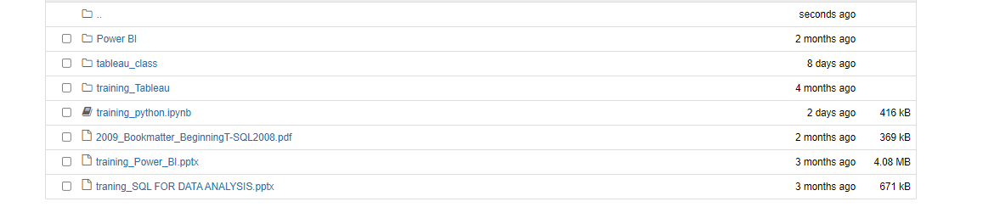 .. seconds ago
Power BI 2 months ago
tableau_class 8 days ago
training_Tableau 4 months ago
training_python.ipynb 2 days ago 416 kB
2009_Bookmatter_BeginningT-SQL2008.pdf 2 months ago 369 kB
training_Power_BI.pptx 3 months ago 4.08 MB
traning_SQL FOR DATA ANALYSIS.pptx 3 months ago 671 kB